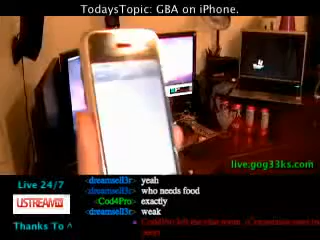 TodaysTopic: GBA on iPhone.
live.gog33ks.com
Live 24/7
USTREAM
Thanks To ^
<dreamsell3r> yeah
<dreamsell3r> who needs food
<Cod4Pro> exactly
<dreamsell3r> weak